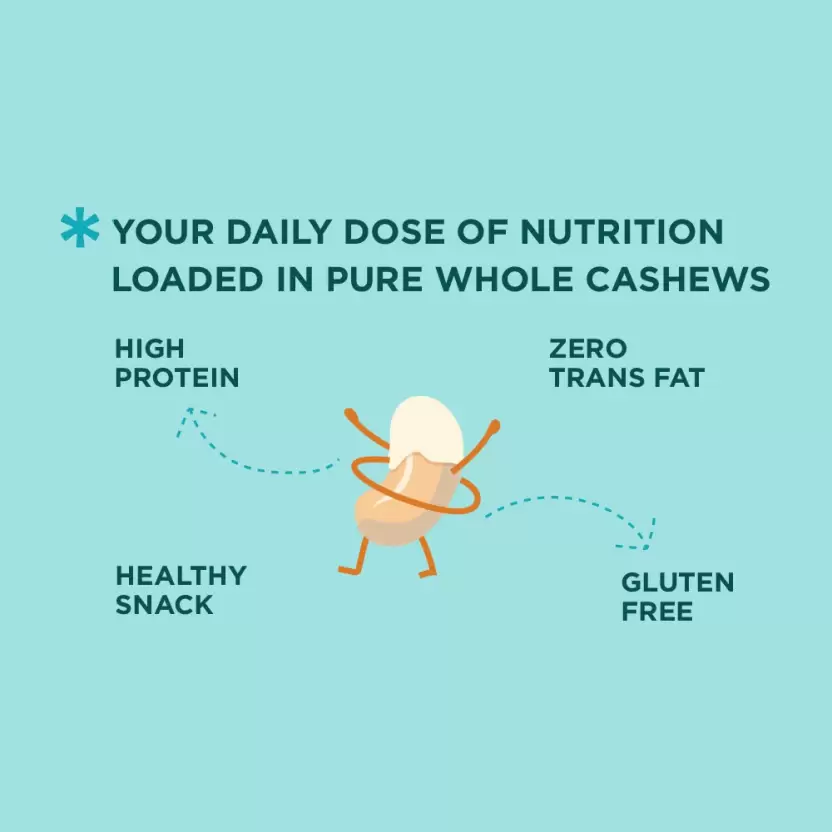 * YOUR DAILY DOSE OF NUTRITION
LOADED IN PURE WHOLE CASHEWS
HIGH
PROTEIN
ZERO
TRANS FAT
HEALTHY
SNACK
GLUTEN
FREE